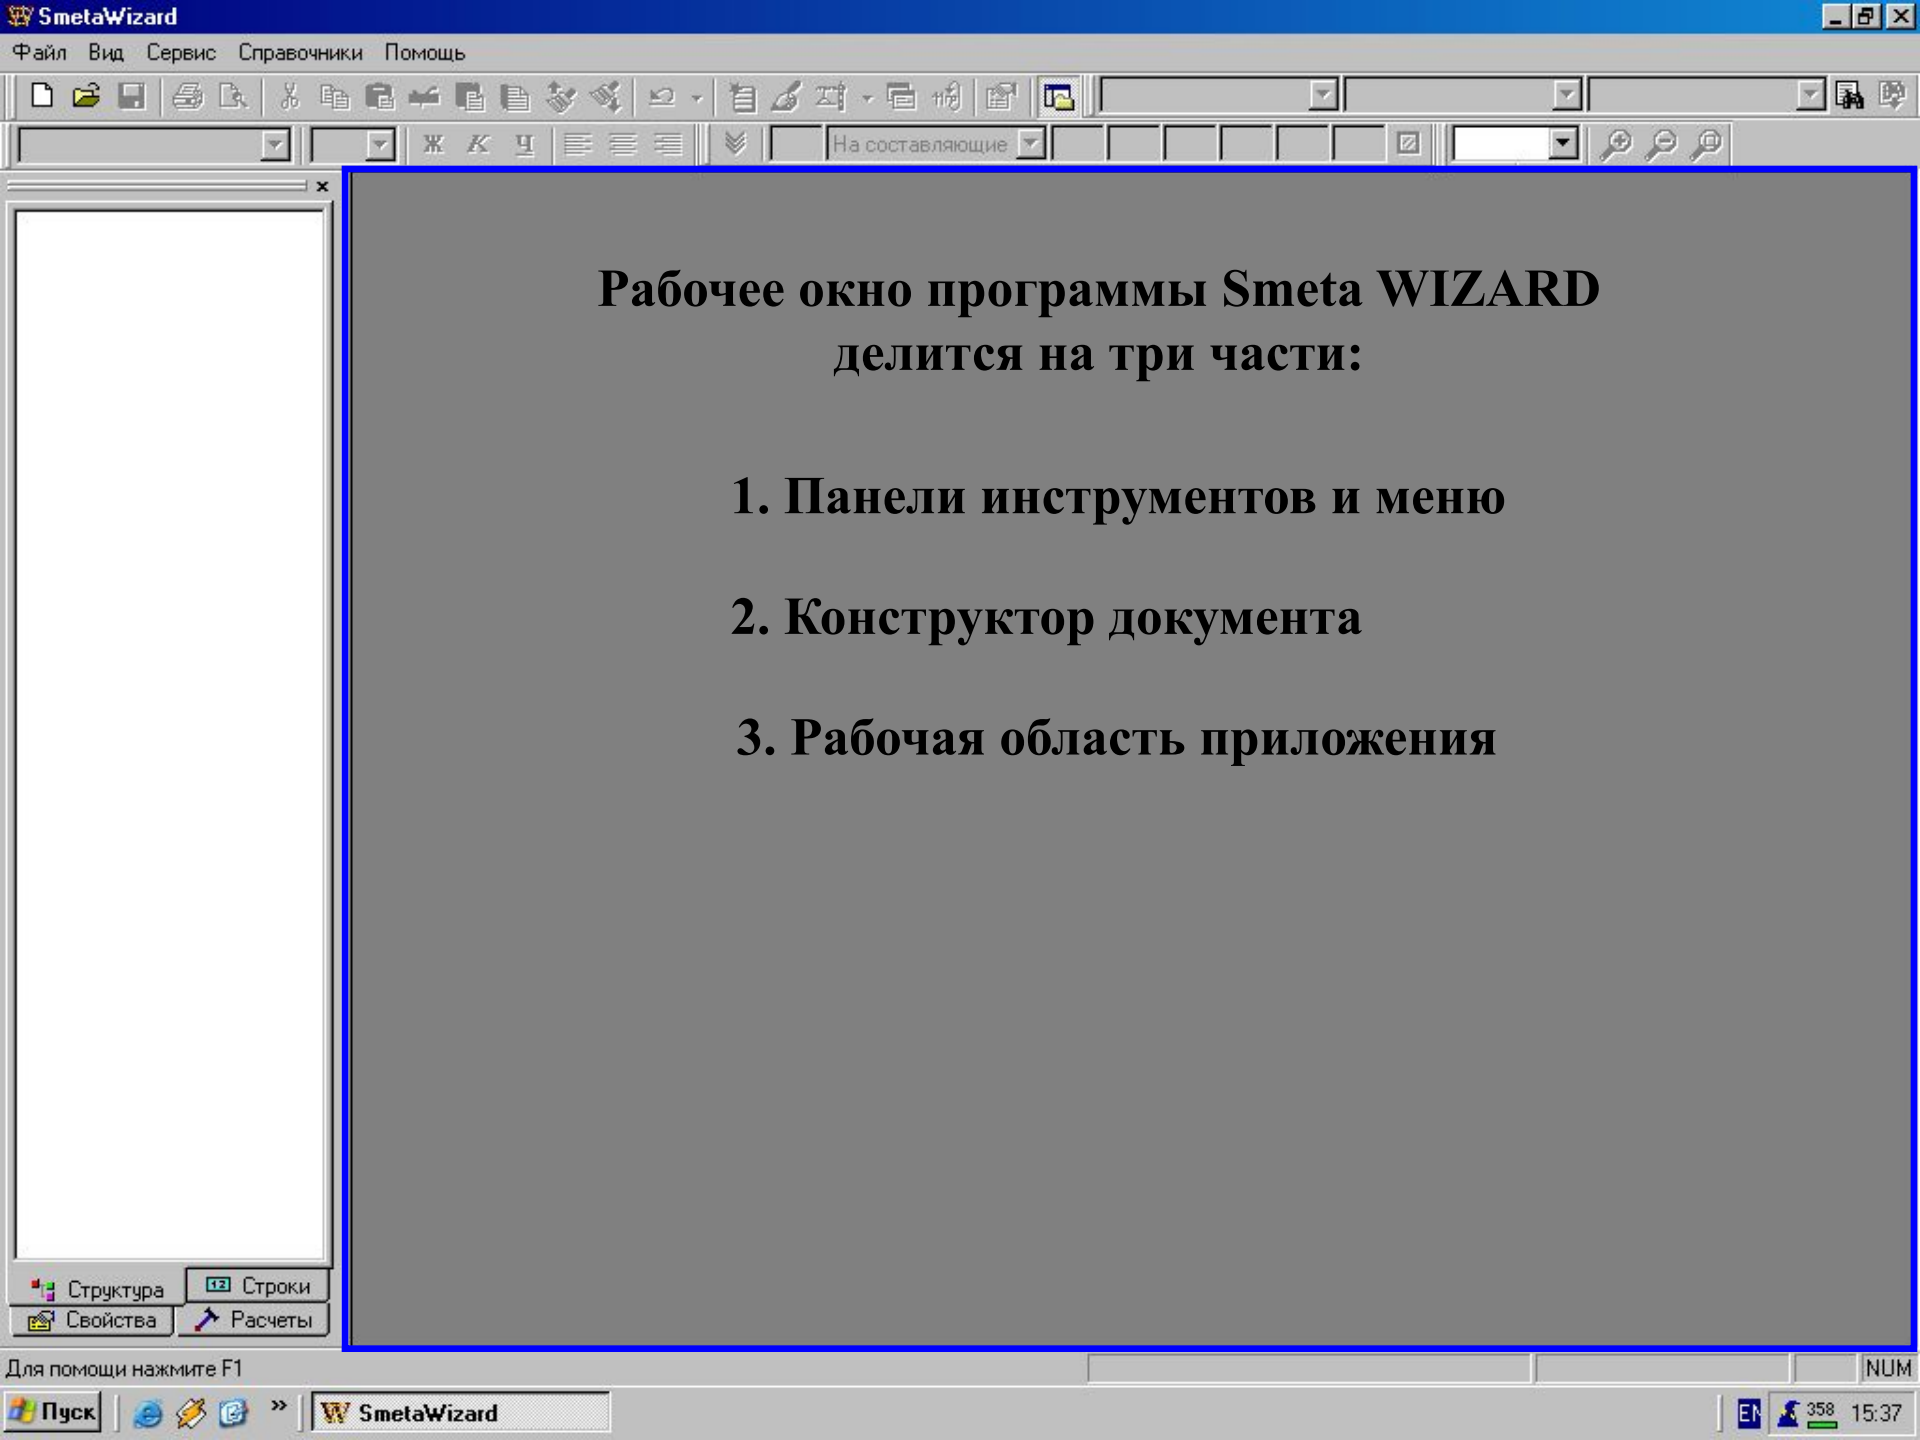 SmetaWizard
Файл Вид Сервис Справочники Помощь
Ж К Ч На составляющие
Рабочее окно программы Smeta WIZARD
делится на три части:
1. Панели инструментов и меню
2. Конструктор документа
3. Рабочая область приложения
Структура Строки
Свойства Расчеты
Для помощи нажмите F1 NUM
Пуск » SmetaWizard EN 358 15:37